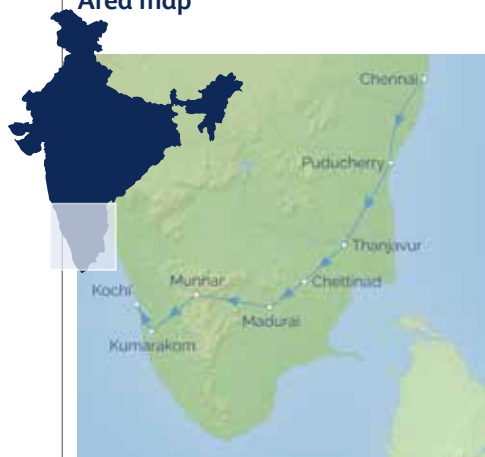 Area map
Chennai
Puducherry
Thanjavur
Chettinad
Munnar
Kochi
Madurai
Kumarakom